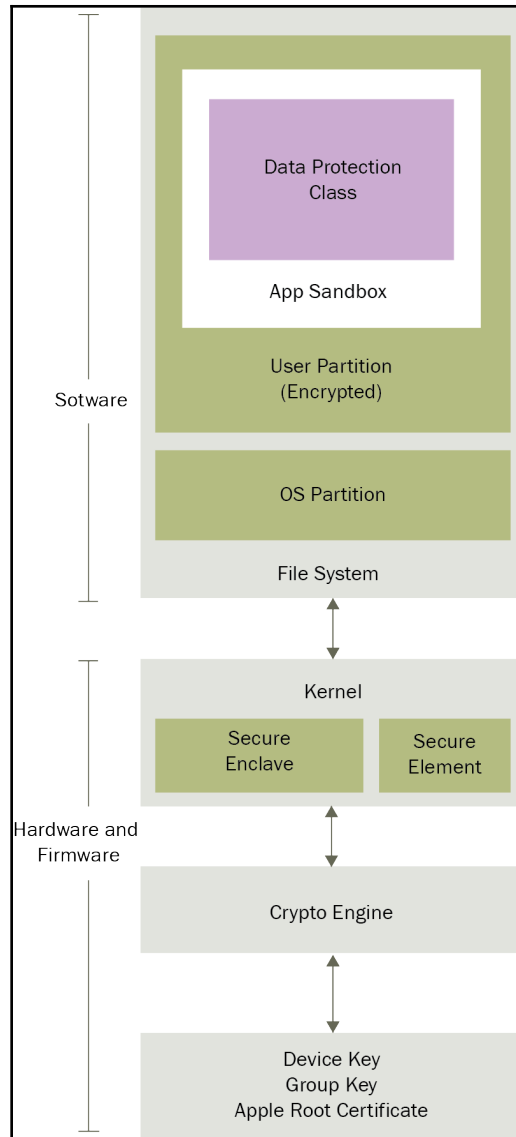 Data Protection
Class
App Sandbox
User Partition
(Encrypted)
Sotware
OS Partition
File System
Kernel
Secure
Enclave
Secure
Element
Hardware and
Firmware
Crypto Engine
Device Key
Group Key
Apple Root Certificate